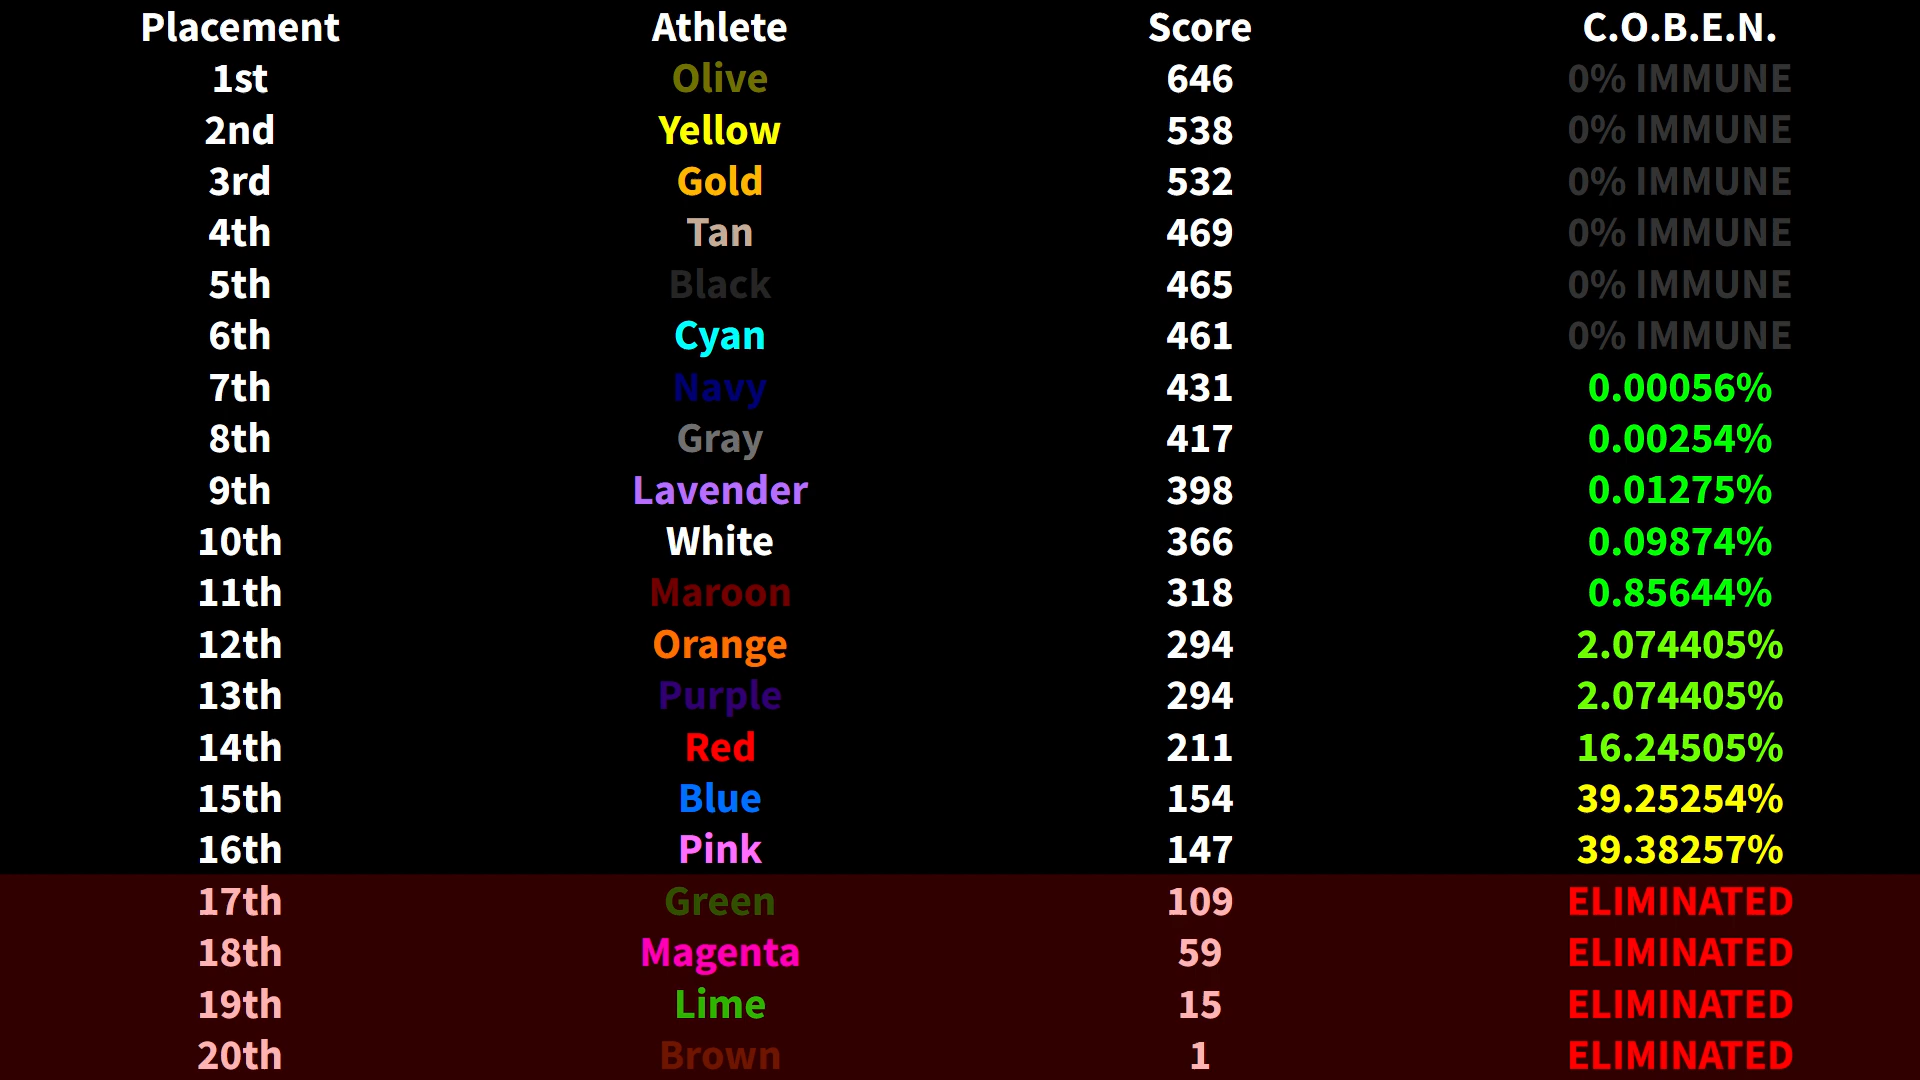 Placement Athlete Score C.O.B.E.N.
1st Olive 646 0% IMMUNE
2nd Yellow 538 0% IMMUNE
3rd Gold 532 0% IMMUNE
4th Tan 469 0% IMMUNE
5th Black 465 0% IMMUNE
6th Cyan 461 0% IMMUNE
7th Navy 431 0.00056%
8th Gray 417 0.00254%
9th Lavender 398 0.01275%
10th White 366 0.09874%
11th Maroon 318 0.85644%
12th Orange 294 2.074405%
13th Purple 294 2.074405%
14th Red 211 16.24505%
15th Blue 154 39.25254%
16th Pink 147 39.38257%
17th Green 109 ELIMINATED
18th Magenta 59 ELIMINATED
19th Lime 15 ELIMINATED
20th Brown 1 ELIMINATED